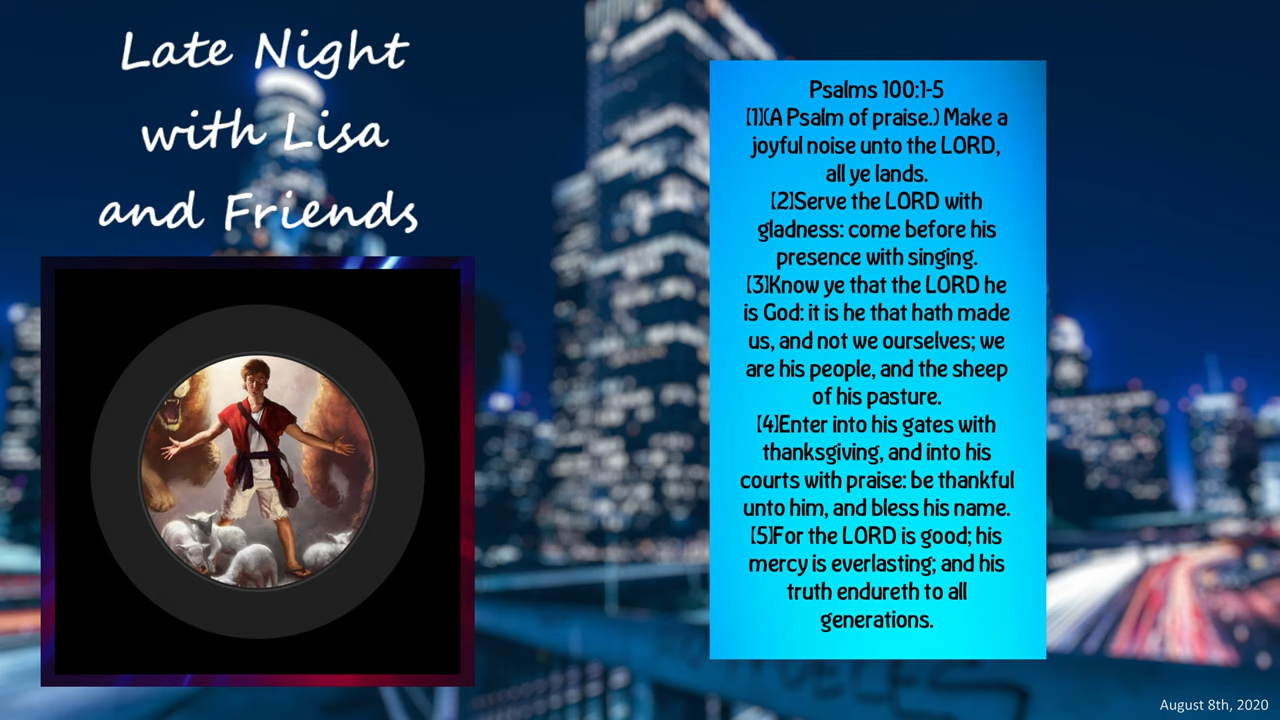 Late Night
with Lisa
and Friends
Psalms 100:1-5
[1](A Psalm of praise.) Make a
joyful noise unto the LORD,
all ye lands.
[2]Serve the LORD with
gladness: come before his
presence with singing.
[3]Know ye that the LORD he
is God: it is he that hath made
us, and not we ourselves; we
are his people, and the sheep
of his pasture.
[4]Enter into his gates with
thanksgiving, and into his
courts with praise: be thankful
unto him, and bless his name.
[5]For the LORD is good; his
mercy is everlasting; and his
truth endureth to all
generations.
August 8th, 2020